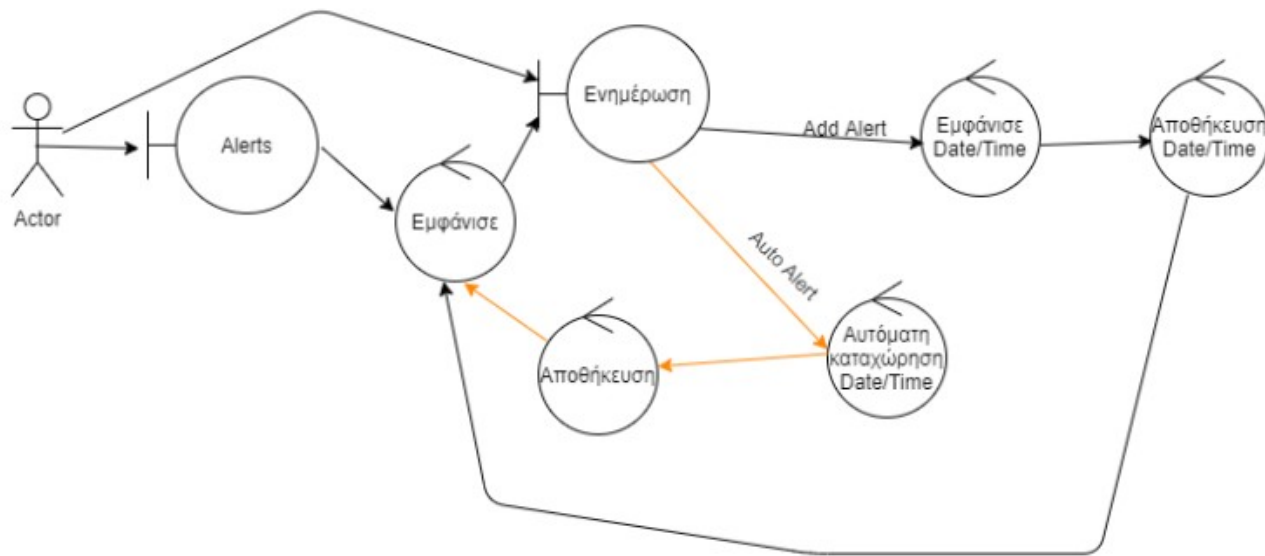 Actor
Alerts
Εμφάνισε
Ενημέρωση
Add Alert
Εμφάνισε
Date/Time
Αποθήκευση
Date/Time
Auto Alert
Αυτόματη
καταχώρηση
Date/Time
Αποθήκευση